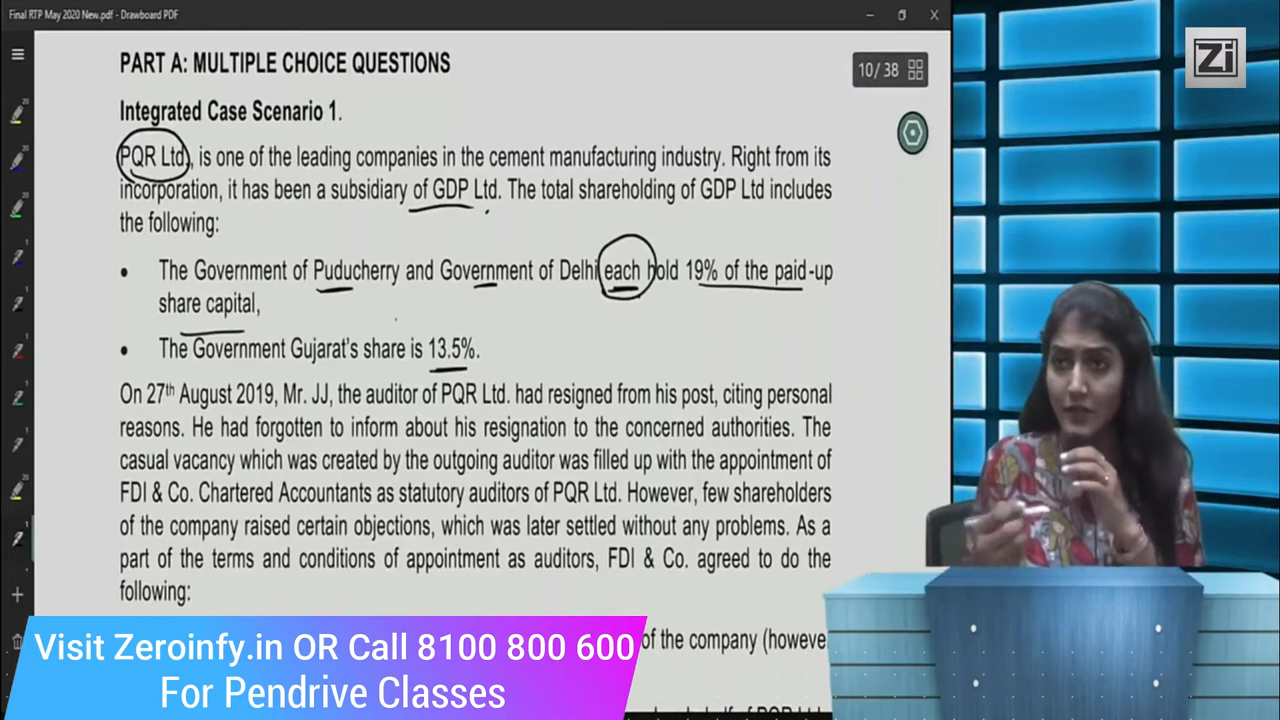 Final RTP May 2020 New.pdf - Drawboard PDF
PART A: MULTIPLE CHOICE QUESTIONS
10/ 38
Zi
Integrated Case Scenario 1.
PQR Ltd, is one of the leading companies in the cement manufacturing industry. Right from its
incorporation, it has been a subsidiary of GDP Ltd. The total shareholding of GDP Ltd includes
the following:
• The Government of Puducherry and Government of Delhi each hold 19% of the paid-up
share capital,
• The Government Gujarat's share is 13.5%.
On 27th August 2019, Mr. JJ, the auditor of PQR Ltd. had resigned from his post, citing personal
reasons. He had forgotten to inform about his resignation to the concerned authorities. The
casual vacancy which was created by the outgoing auditor was filled up with the appointment of
FDI & Co. Chartered Accountants as statutory auditors of PQR Ltd. However, few shareholders
of the company raised certain objections, which was later settled without any problems. As a
part of the terms and conditions of appointment as auditors, FDI & Co. agreed to do the
following:
of the company (however
Visit Zeroinfy.in OR Call 8100 800 600
For Pendrive Classes